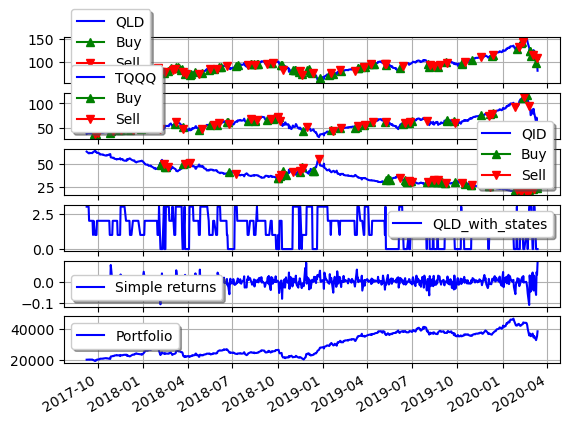 QLD
Buy
Sell
150
100
TQQQ
Buy
Sell
100
50
QID
Buy
Sell
50
25
QLD_with_states
2.5
0.0
Simple returns
0.0
−0.1
Portfolio
40000
20000
2017-10 2018-01 2018-04 2018-07 2018-10 2019-01 2019-04 2019-07 2019-10 2020-01 2020-04